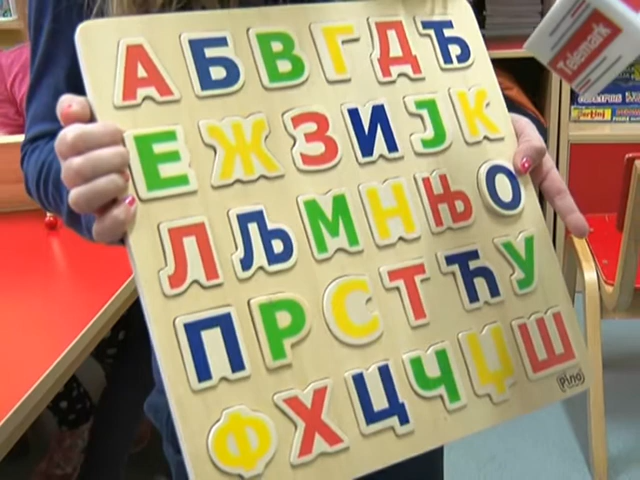 А Б В Г Д Ђ
Е Ж З И Ј К
Л Љ М Н Њ О
П Р С Т Ћ У
Ф Х Ц Ч Џ Ш
Pino
Telemark